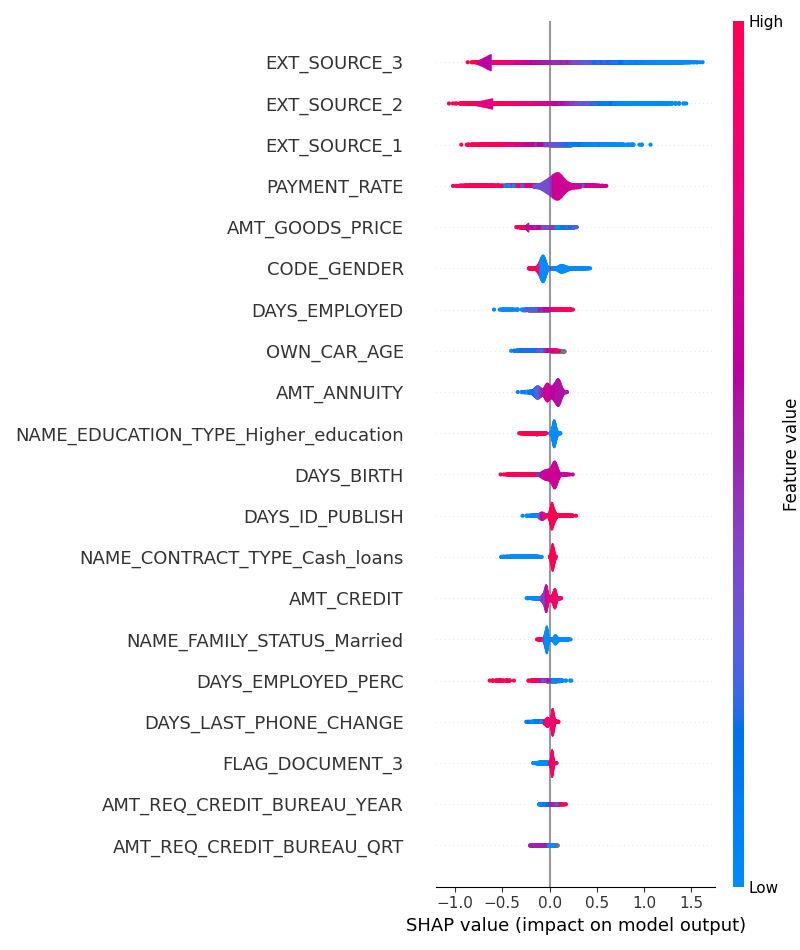 High
EXT_SOURCE_3
EXT_SOURCE_2
EXT_SOURCE_1
PAYMENT_RATE
AMT_GOODS_PRICE
CODE_GENDER
DAYS_EMPLOYED
OWN_CAR_AGE
AMT_ANNUITY
NAME_EDUCATION_TYPE_Higher_education
DAYS_BIRTH
DAYS_ID_PUBLISH
NAME_CONTRACT_TYPE_Cash_loans
AMT_CREDIT
NAME_FAMILY_STATUS_Married
DAYS_EMPLOYED_PERC
DAYS_LAST_PHONE_CHANGE
FLAG_DOCUMENT_3
AMT_REQ_CREDIT_BUREAU_YEAR
AMT_REQ_CREDIT_BUREAU_QRT
Feature value
Low
−1.0 −0.5 0.0 0.5 1.0 1.5
SHAP value (impact on model output)